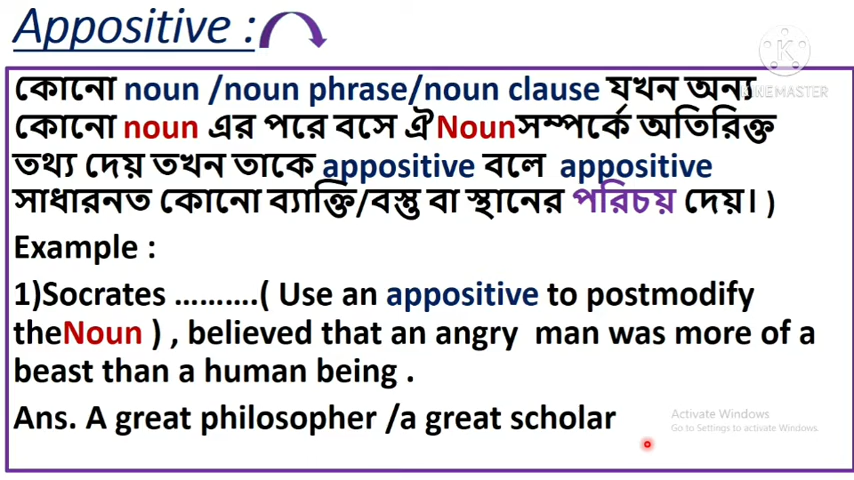 Appositive :
K
KINEMASTER
কোনো noun /noun phrase/noun clause যখন অন্য
কোনো noun এর পরে বসে ঐNounসম্পর্কে অতিরিক্ত
তথ্য দেয় তখন তাকে appositive বলে appositive
সাধারনত কোনো ব্যাক্তি/বস্তু বা স্থানের পরিচয় দেয়। )
Example :
1)Socrates ……….( Use an appositive to postmodify
theNoun ) , believed that an angry man was more of a
beast than a human being .
Ans. A great philosopher /a great scholar
Activate Windows
Go to Settings to activate Windows.